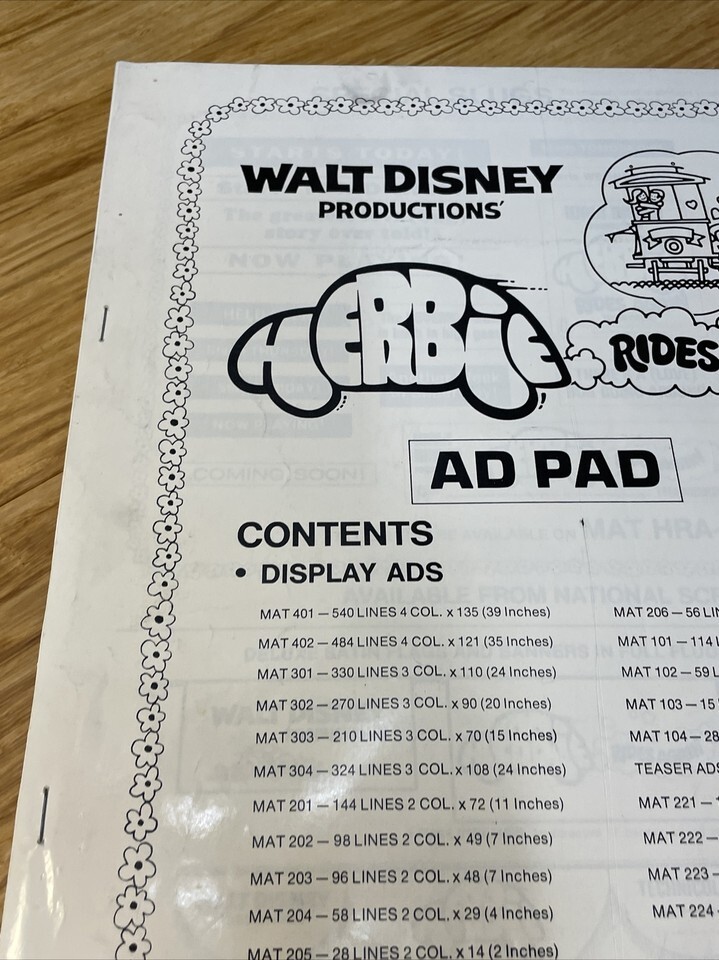 WALT DISNEY
PRODUCTIONS'
HERBIE
RIDES
AD PAD
CONTENTS
• DISPLAY ADS
MAT 401 — 540 LINES 4 COL. x 135 (39 Inches)
MAT 402 — 484 LINES 4 COL. x 121 (35 Inches)
MAT 301 — 330 LINES 3 COL. x 110 (24 Inches)
MAT 302 — 270 LINES 3 COL. x 90 (20 Inches)
MAT 303 — 210 LINES 3 COL. x 70 (15 Inches)
MAT 304 — 324 LINES 3 COL. x 108 (24 Inches)
MAT 201 — 144 LINES 2 COL. x 72 (11 Inches)
MAT 202 — 98 LINES 2 COL. x 49 (7 Inches)
MAT 203 — 96 LINES 2 COL. x 48 (7 Inches)
MAT 204 — 58 LINES 2 COL. x 29 (4 Inches)
MAT 205 — 28 LINES 2 COL. x 14 (2 Inches)
MAT 206 — 56 LIN
MAT 101 — 114 L
MAT 102 — 59 L
MAT 103 — 15
MAT 104 — 28
TEASER ADS
MAT 221 — 1
MAT 222 —
MAT 223 —
MAT 224 -